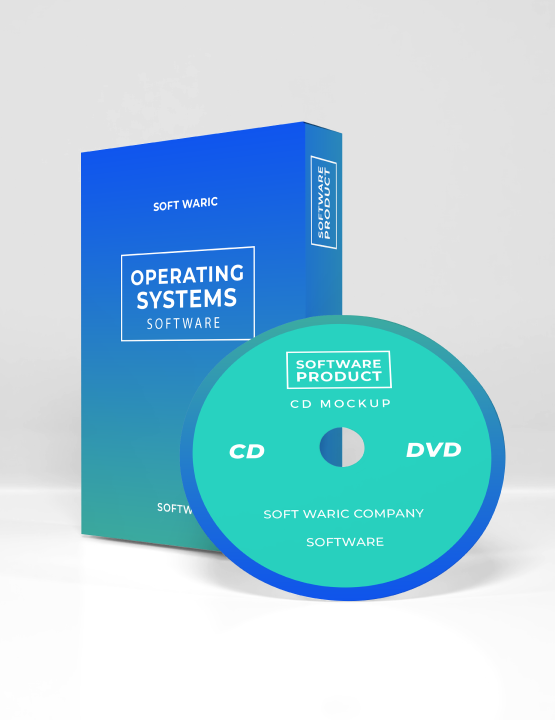 SOFT WARIC
OPERATING
SYSTEMS
SOFTWARE
SOFTWARE
PRODUCT
SOFTWARE
PRODUCT
CD MOCKUP
CD
DVD
SOFT WARIC COMPANY
SOFTWARE